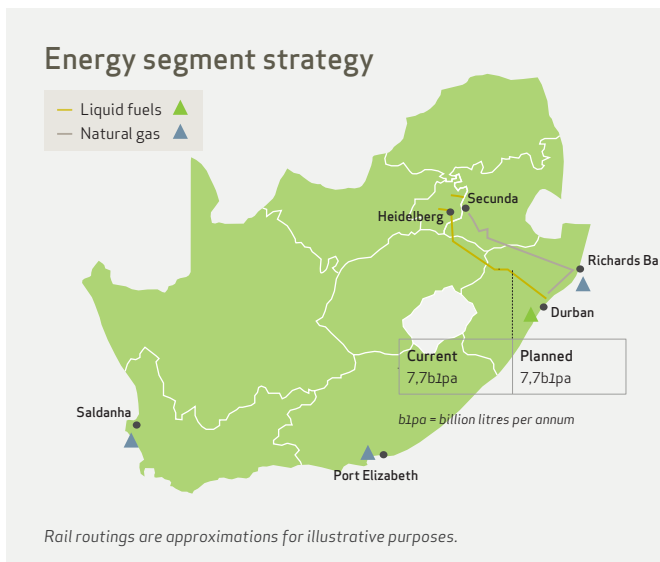 Energy segment strategy
Liquid fuels
Natural gas
Secunda
Heidelberg
Richards Ba
Durban
Current
7,7b1pa
Planned
7,7b1pa
b1pa = billion litres per annum
Saldanha
Port Elizabeth
Rail routings are approximations for illustrative purposes.